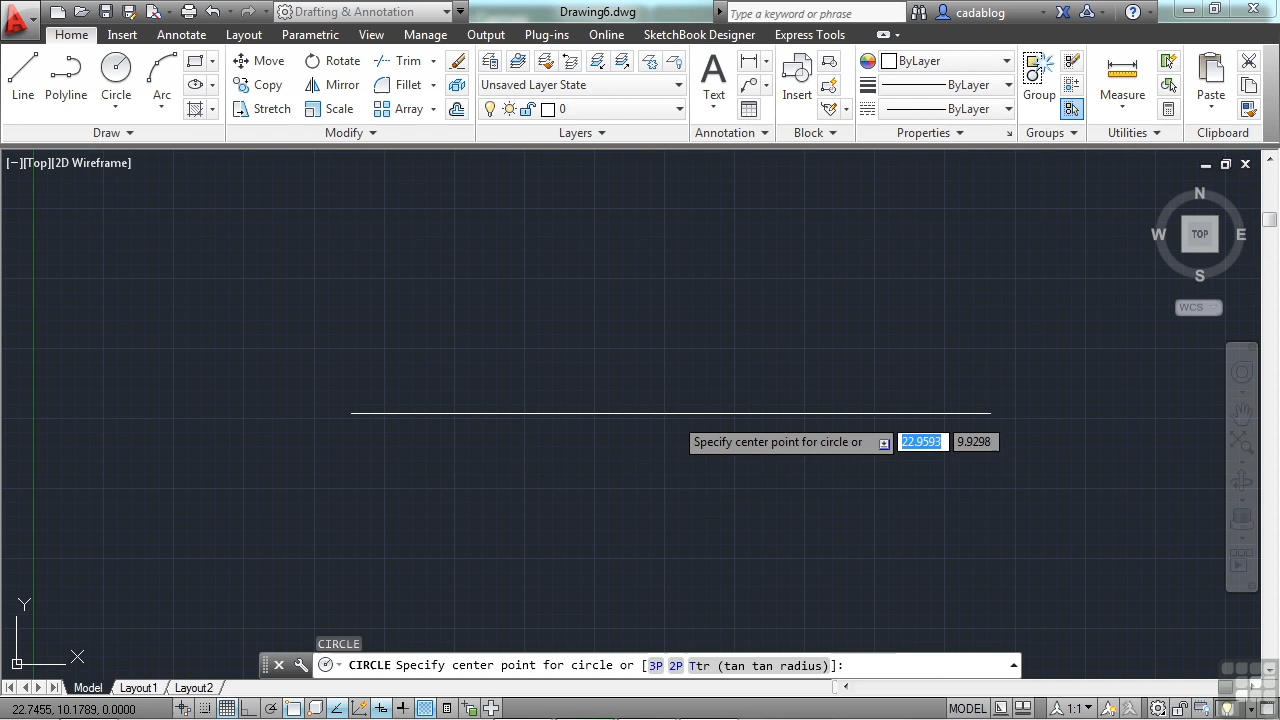 Drafting & Annotation
Drawing6.dwg
Type a keyword or phrase
cadablog
Home Insert Annotate Layout Parametric View Manage Output Plug-ins Online SketchBook Designer Express Tools
Line Polyline Circle Arc
Move Rotate Trim
Copy Mirror Fillet
Stretch Scale Array
Unsaved Layer State
0
Text
Insert
ByLayer
ByLayer
ByLayer
Group
Measure
Paste
Draw Modify Layers Annotation Block Properties Groups Utilities Clipboard
[−][Top][2D Wireframe]
N
W TOP E
S
WCS
Specify center point for circle or 22.9593 9.9298
Y
X
CIRCLE
CIRCLE Specify center point for circle or [3P 2P Ttr (tan tan radius)]:
Model Layout1 Layout2
22.7455, 10.1789, 0.0000
MODEL 1:1